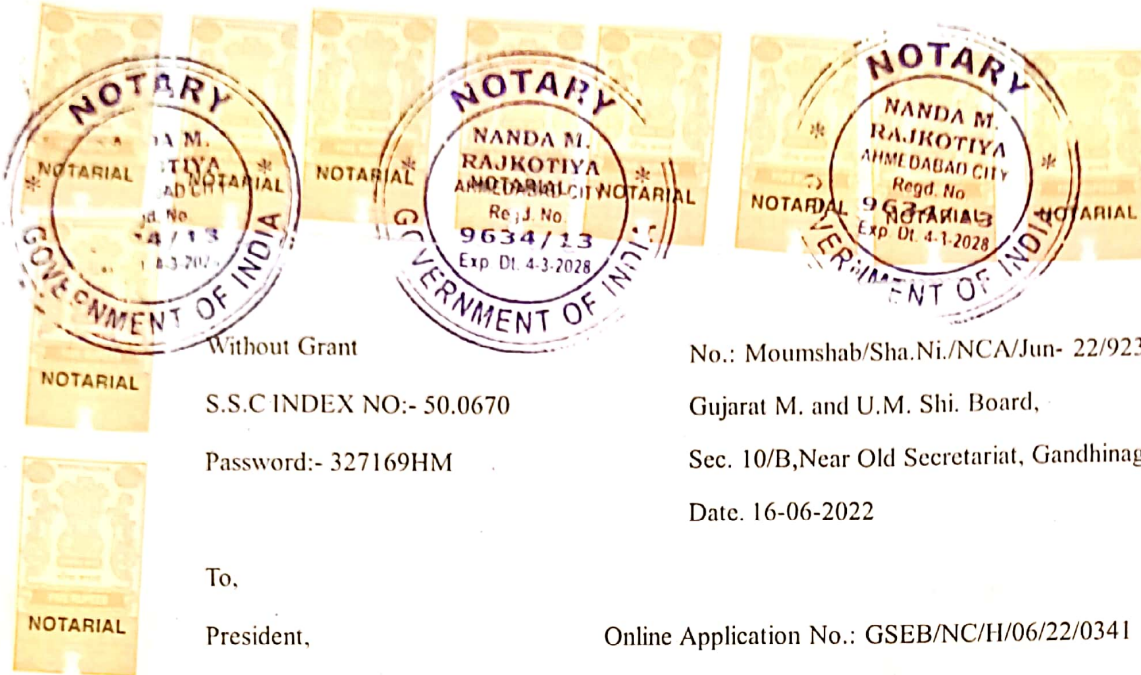 NOTARY
GOVERNMENT OF INDIA
NOTARY
NANDA M.
RAJKOTIYA
AHMEDABAD CITY
Regd. No.
9634/13
Exp. Dt. 4-3-2028
GOVERNMENT OF INDIA
NOTARY
NANDA M.
RAJKOTIYA
AHMEDABAD CITY
Regd. No
Exp. Dt. 4-1-2028
GOVERNMENT OF INDIA
NOTARIAL
NOTARIAL
NOTARIAL
NOTARIAL
NOTARIAL
NOTARIAL
NOTARIAL
NOTARIAL
NOTARIAL
NOTARIAL
Without Grant
No.: Moumshab/Sha.Ni./NCA/Jun- 22/923
S.S.C INDEX NO:- 50.0670
Gujarat M. and U.M. Shi. Board,
Password:- 327169HM
Sec. 10/B,Near Old Secretariat,
Date. 16-06-2022
To,
President,
Online Application No.: GSEB/NC/H/06/22/0341